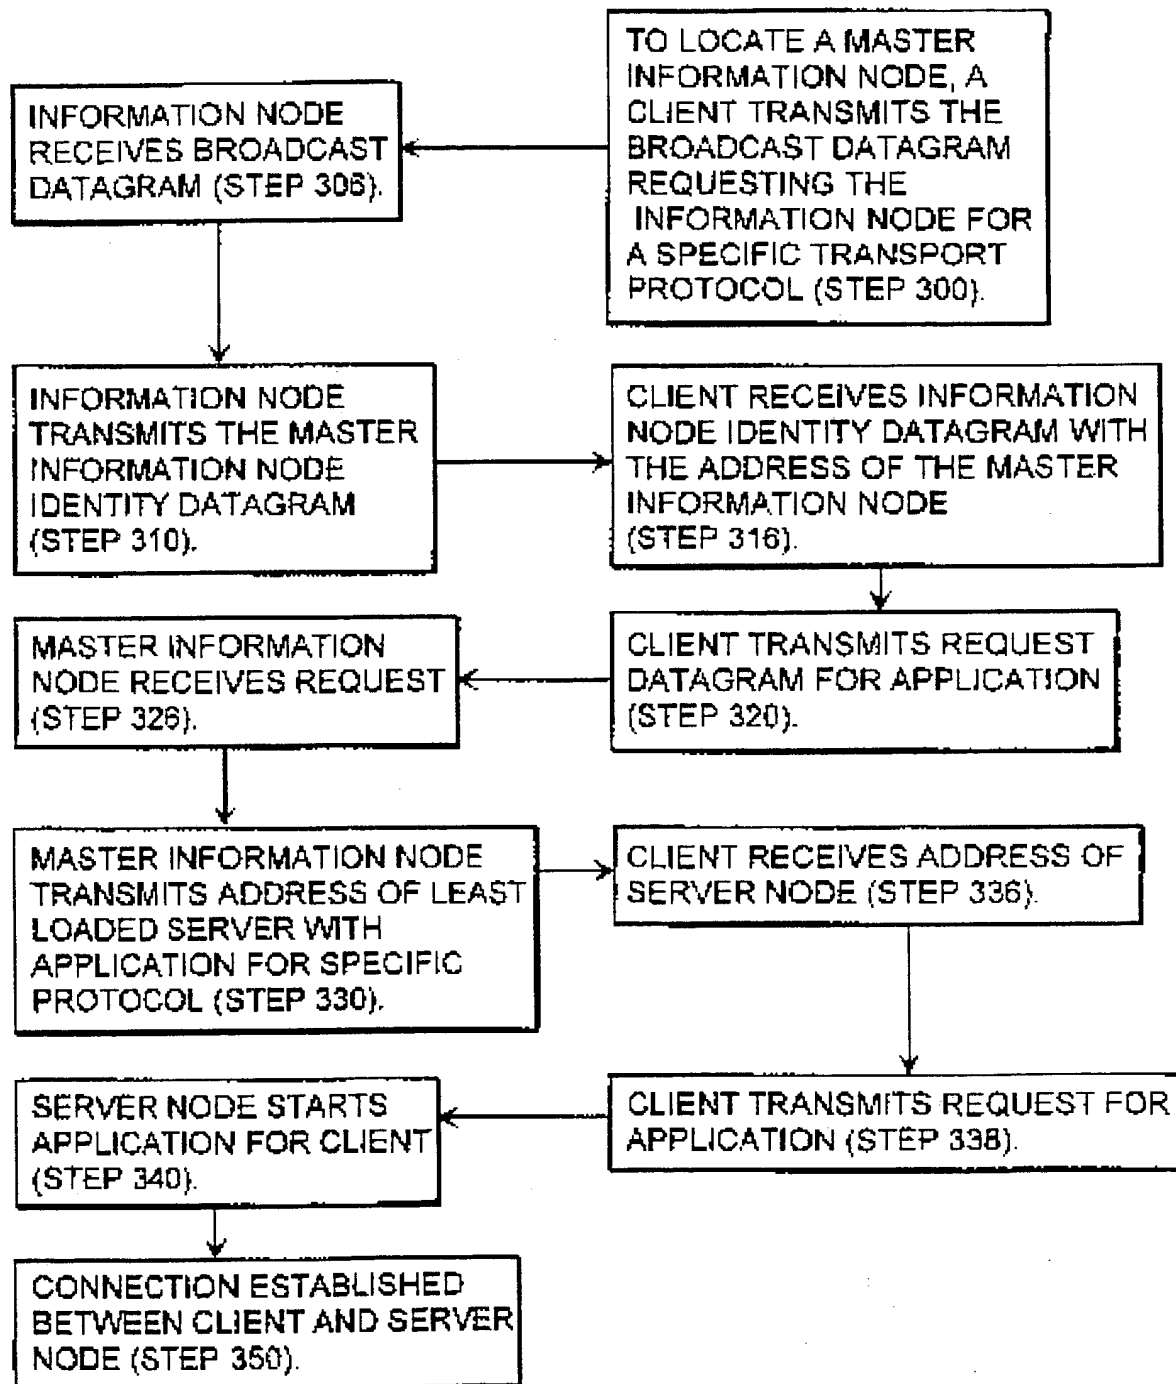 TO LOCATE A MASTER
INFORMATION NODE, A
CLIENT TRANSMITS THE
BROADCAST DATAGRAM
REQUESTING THE
INFORMATION NODE FOR
A SPECIFIC TRANSPORT
PROTOCOL (STEP 300).
INFORMATION NODE
RECEIVES BROADCAST
DATAGRAM (STEP 306).
INFORMATION NODE
TRANSMITS THE MASTER
INFORMATION NODE
IDENTITY DATAGRAM
(STEP 310).
CLIENT RECEIVES INFORMATION
NODE IDENTITY DATAGRAM WITH
THE ADDRESS OF THE MASTER
INFORMATION NODE
(STEP 316).
CLIENT TRANSMITS REQUEST
DATAGRAM FOR APPLICATION
(STEP 320).
MASTER INFORMATION
NODE RECEIVES REQUEST
(STEP 326).
MASTER INFORMATION NODE
TRANSMITS ADDRESS OF LEAST
LOADED SERVER WITH
APPLICATION FOR SPECIFIC
PROTOCOL (STEP 330).
CLIENT RECEIVES ADDRESS OF
SERVER NODE (STEP 336).
CLIENT TRANSMITS REQUEST FOR
APPLICATION (STEP 338).
SERVER NODE STARTS
APPLICATION FOR CLIENT
(STEP 340).
CONNECTION ESTABLISHED
BETWEEN CLIENT AND SERVER
NODE (STEP 350).